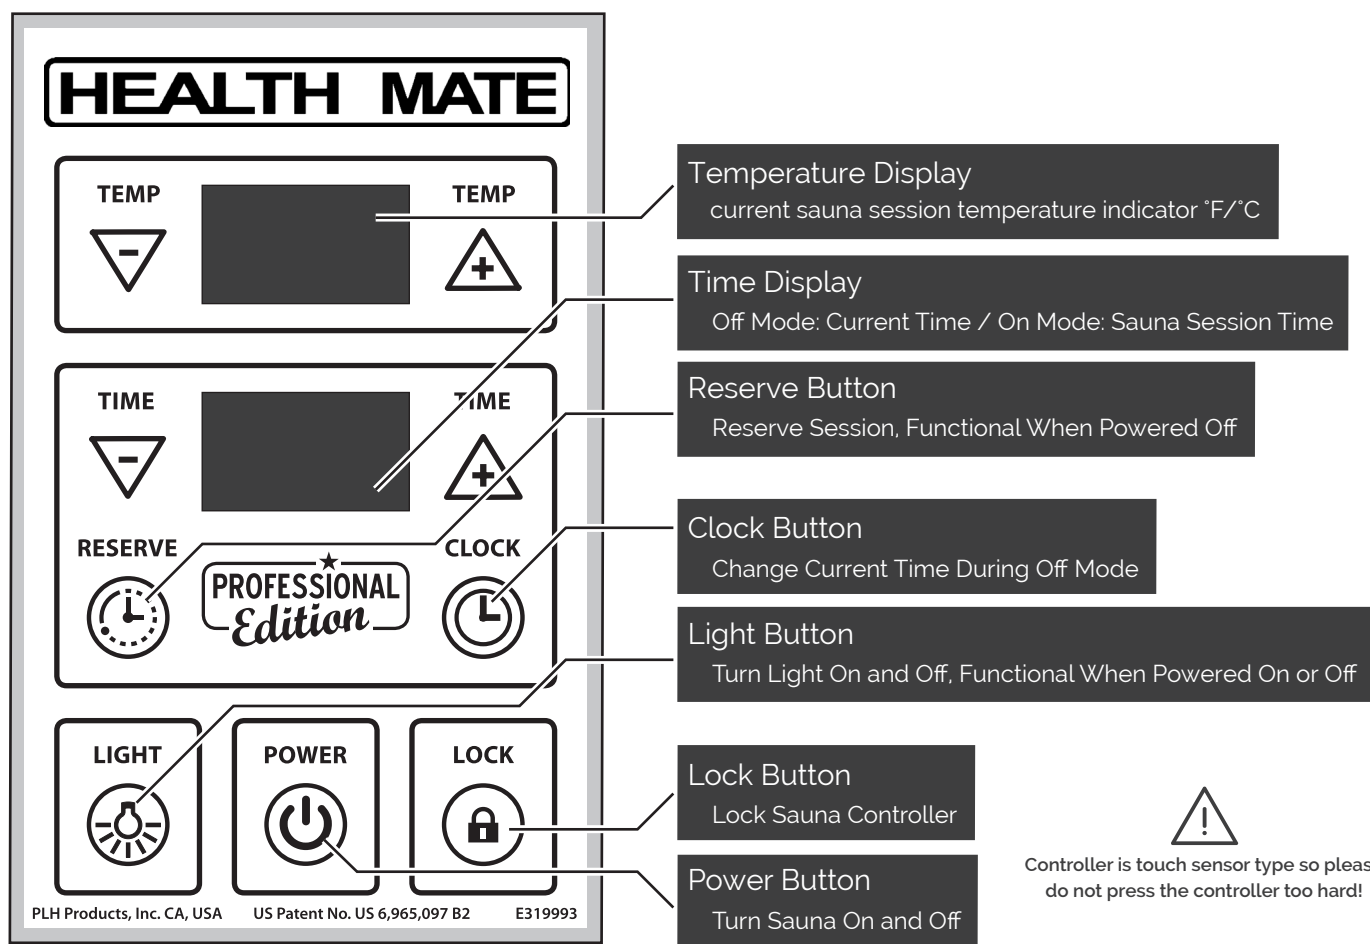 HEALTH MATE
TEMP
TEMP
-
+
TIME
TIME
-
+
RESERVE
CLOCK
PROFESSIONAL
Edition
LIGHT
POWER
LOCK
PLH Products, Inc. CA, USA
US Patent No. US 6,965,097 B2
E319993
Temperature Display
current sauna session temperature indicator ˚F/˚C
Time Display
Off Mode: Current Time / On Mode: Sauna Session Time
Reserve Button
Reserve Session, Functional When Powered Off
Clock Button
Change Current Time During Off Mode
Light Button
Turn Light On and Off, Functional When Powered On or Off
Lock Button
Lock Sauna Controller
Power Button
Turn Sauna On and Off
!
Controller is touch sensor type so pleas
do not press the controller too hard!